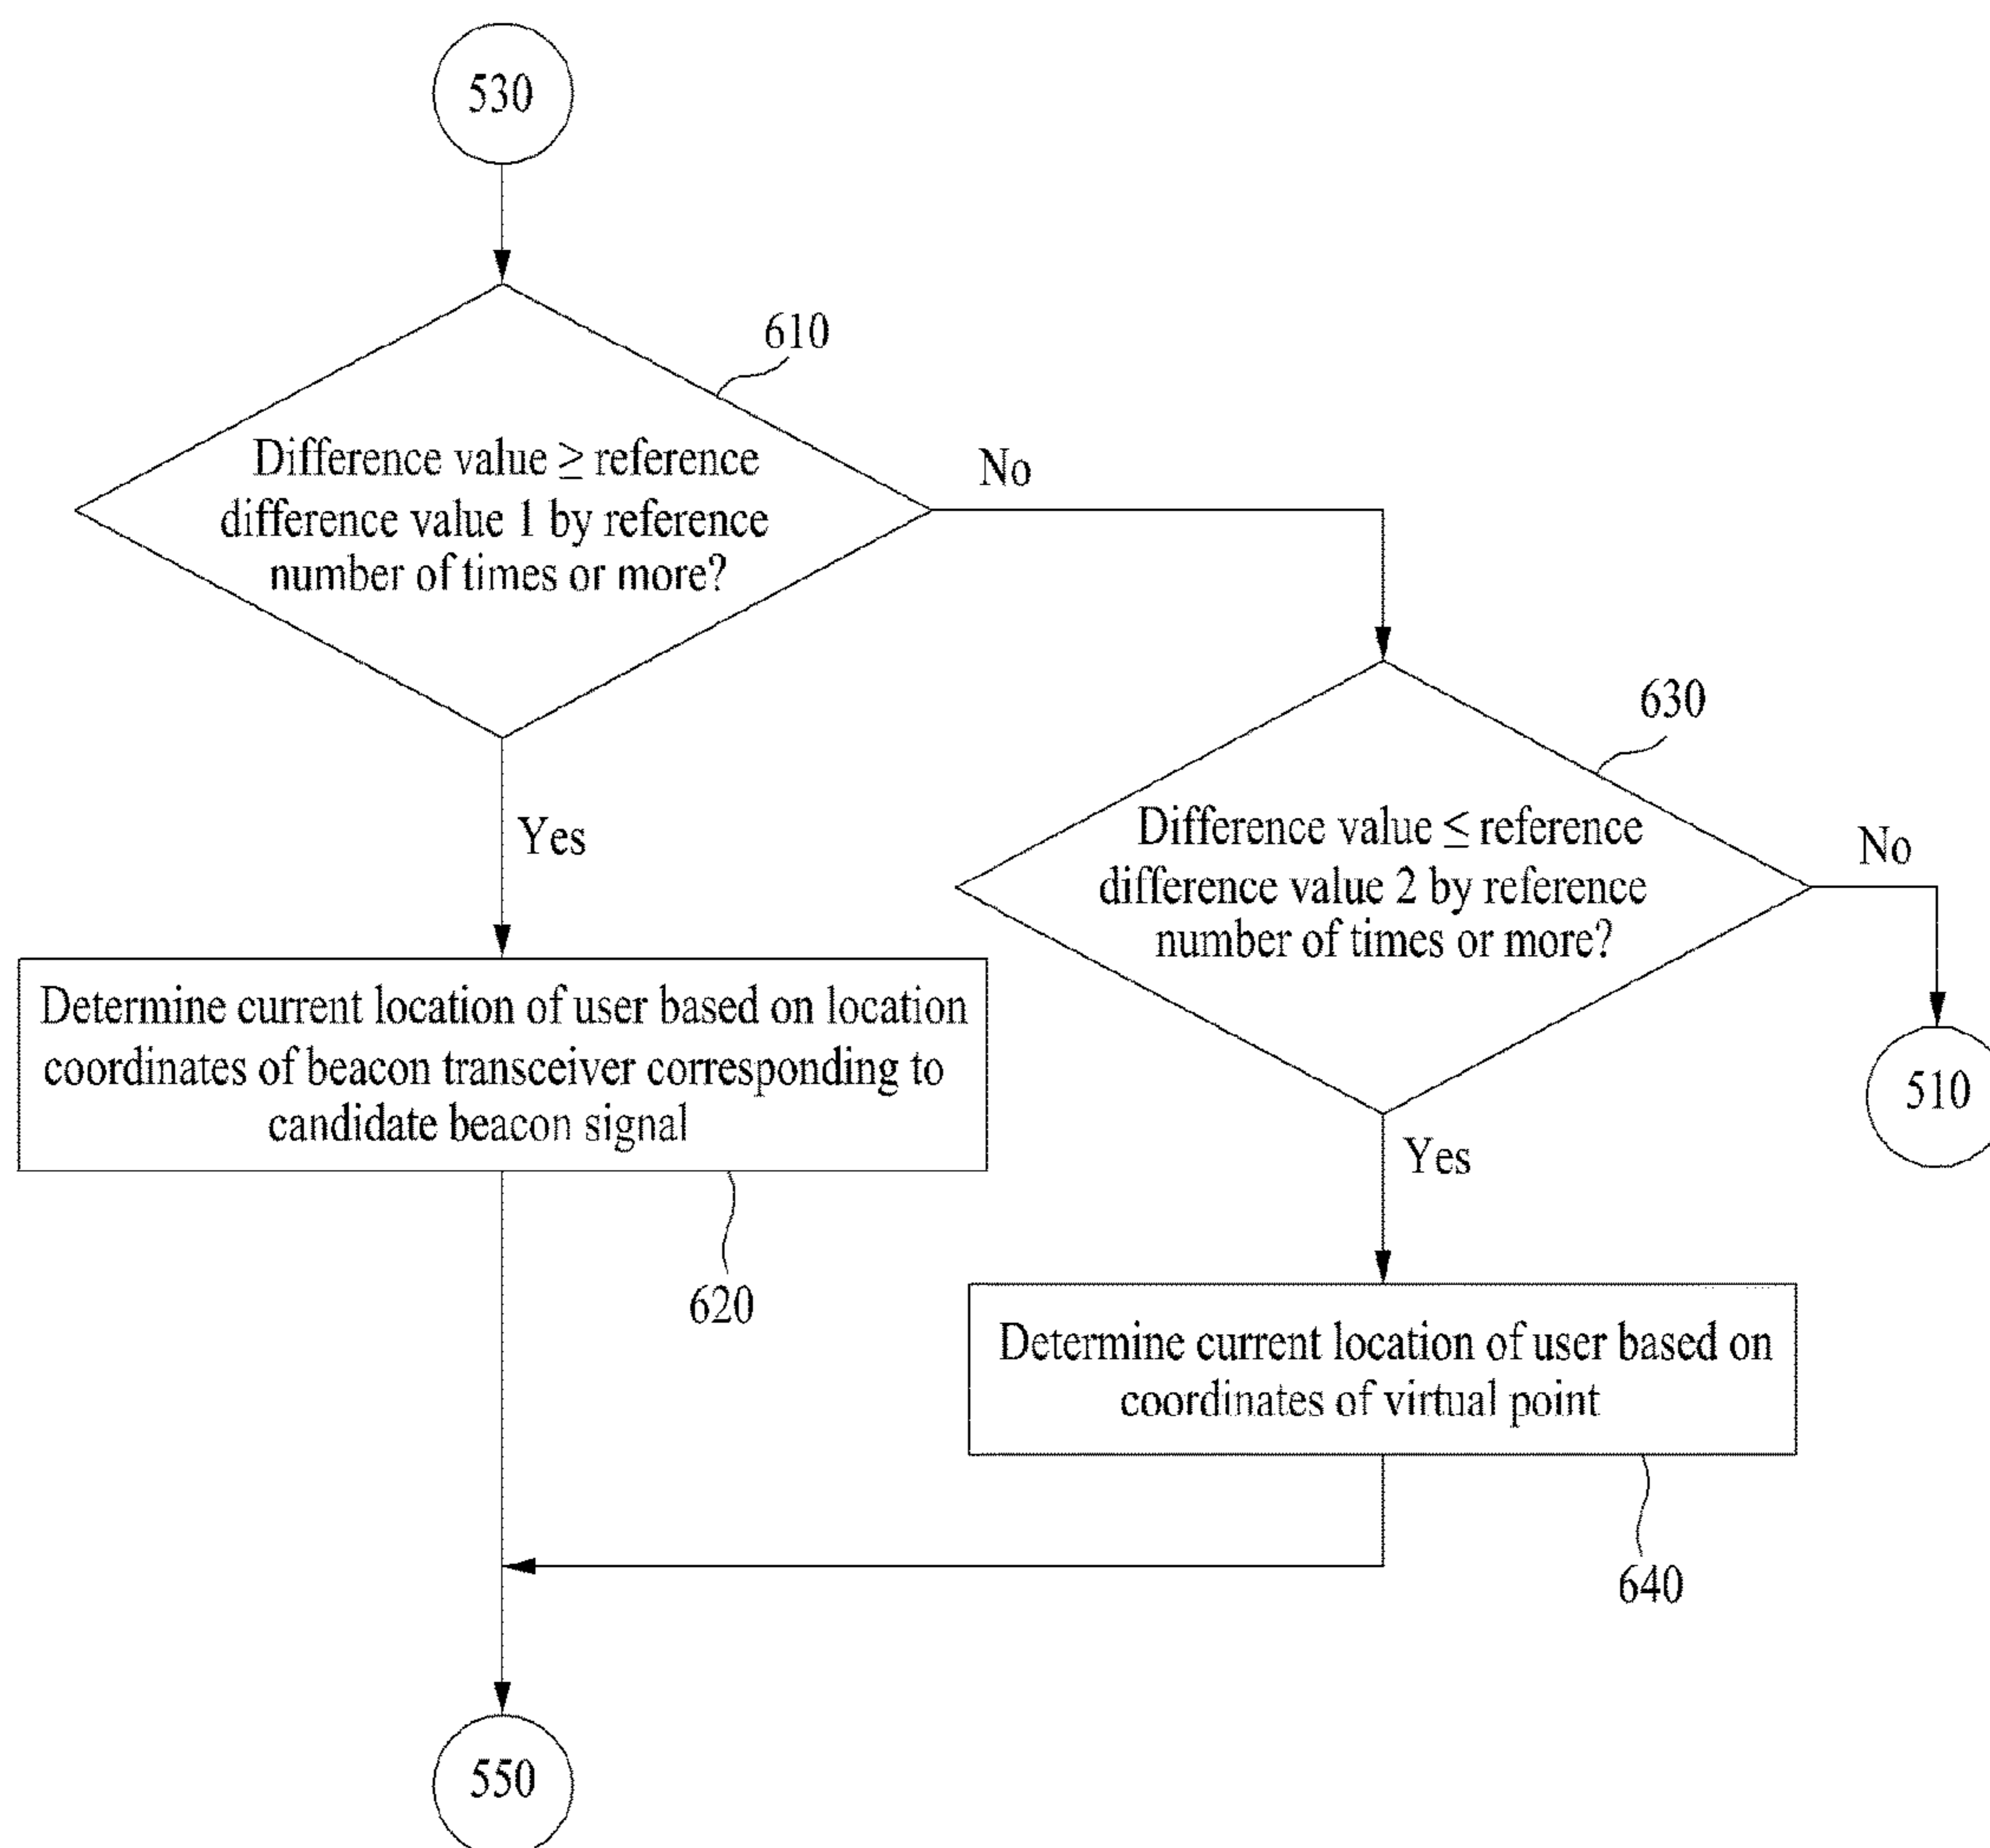 530
610
Difference value ≥ reference
difference value 1 by reference
number of times or more?
No
Yes
630
Difference value ≤ reference
difference value 2 by reference
number of times or more?
No
510
Yes
Determine current location of user based on location
coordinates of beacon transceiver corresponding to
candidate beacon signal
620
Determine current location of user based on
coordinates of virtual point
640
550